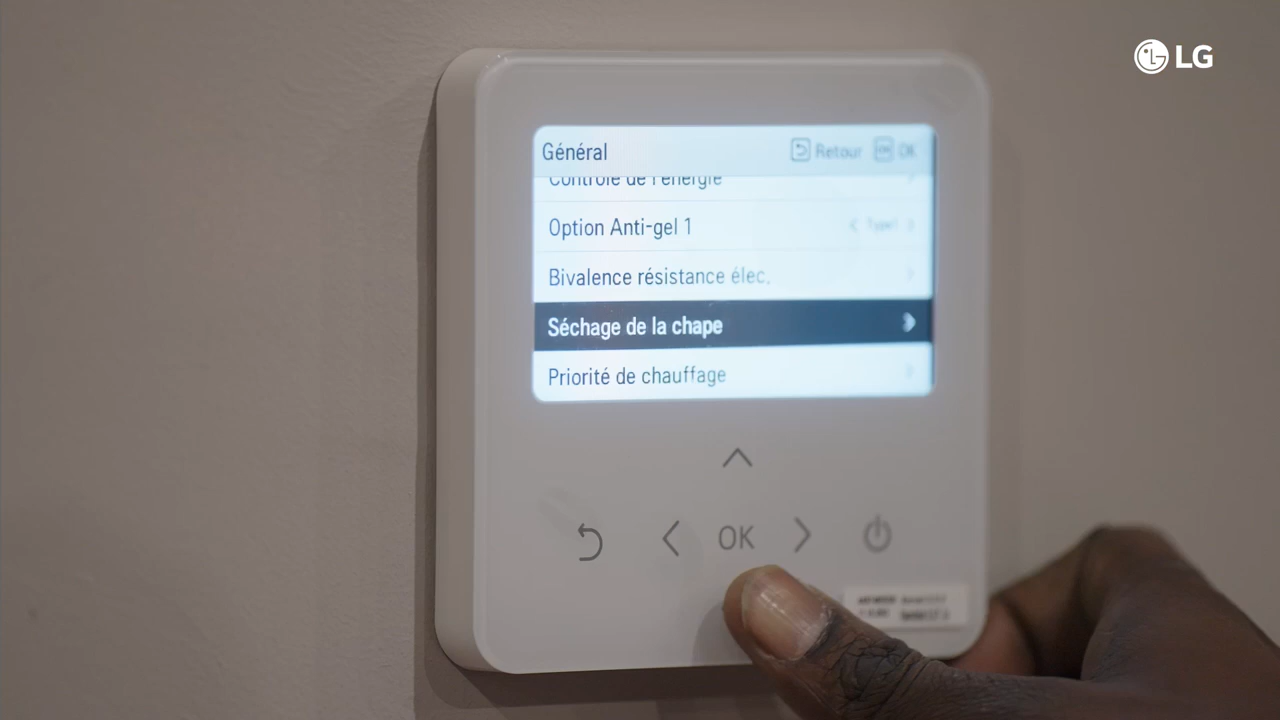 LG
Général
Retour
OK
Contrôle de l'énergie
Option Anti-gel 1
Type1
Bivalence résistance élec.
Séchage de la chape
Priorité de chauffage
OK